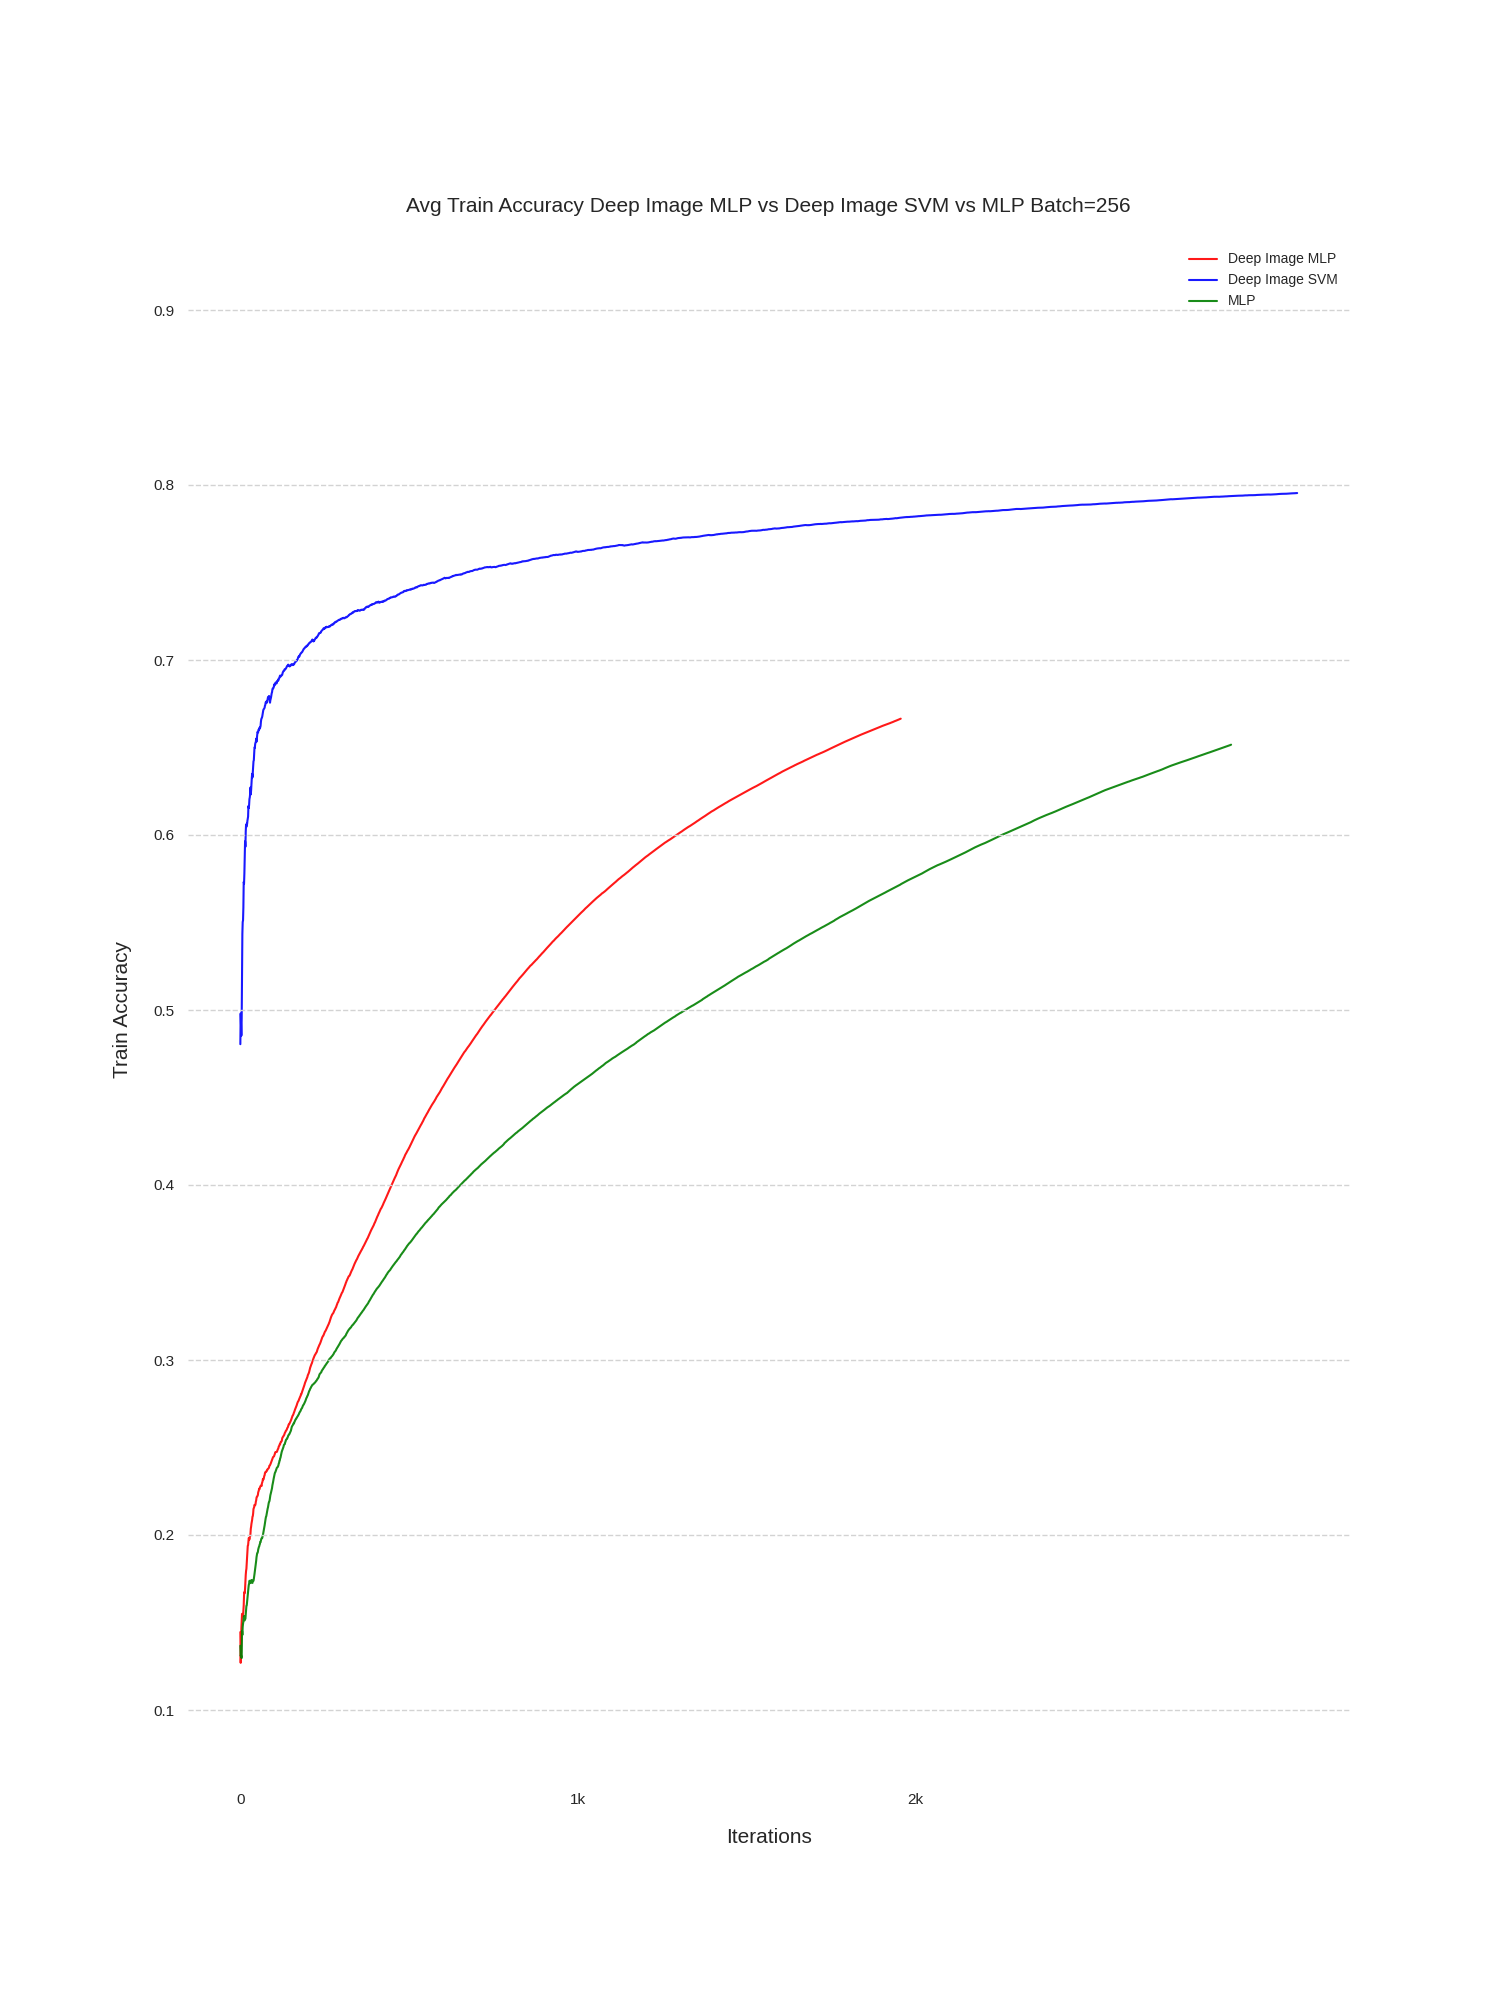 Avg Train Accuracy Deep Image MLP vs Deep Image SVM vs MLP Batch=256
Deep Image MLP
Deep Image SVM
MLP
0.9
0.8
0.7
0.6
0.5
0.4
0.3
0.2
0.1
Train Accuracy
0 1k 2k
Iterations